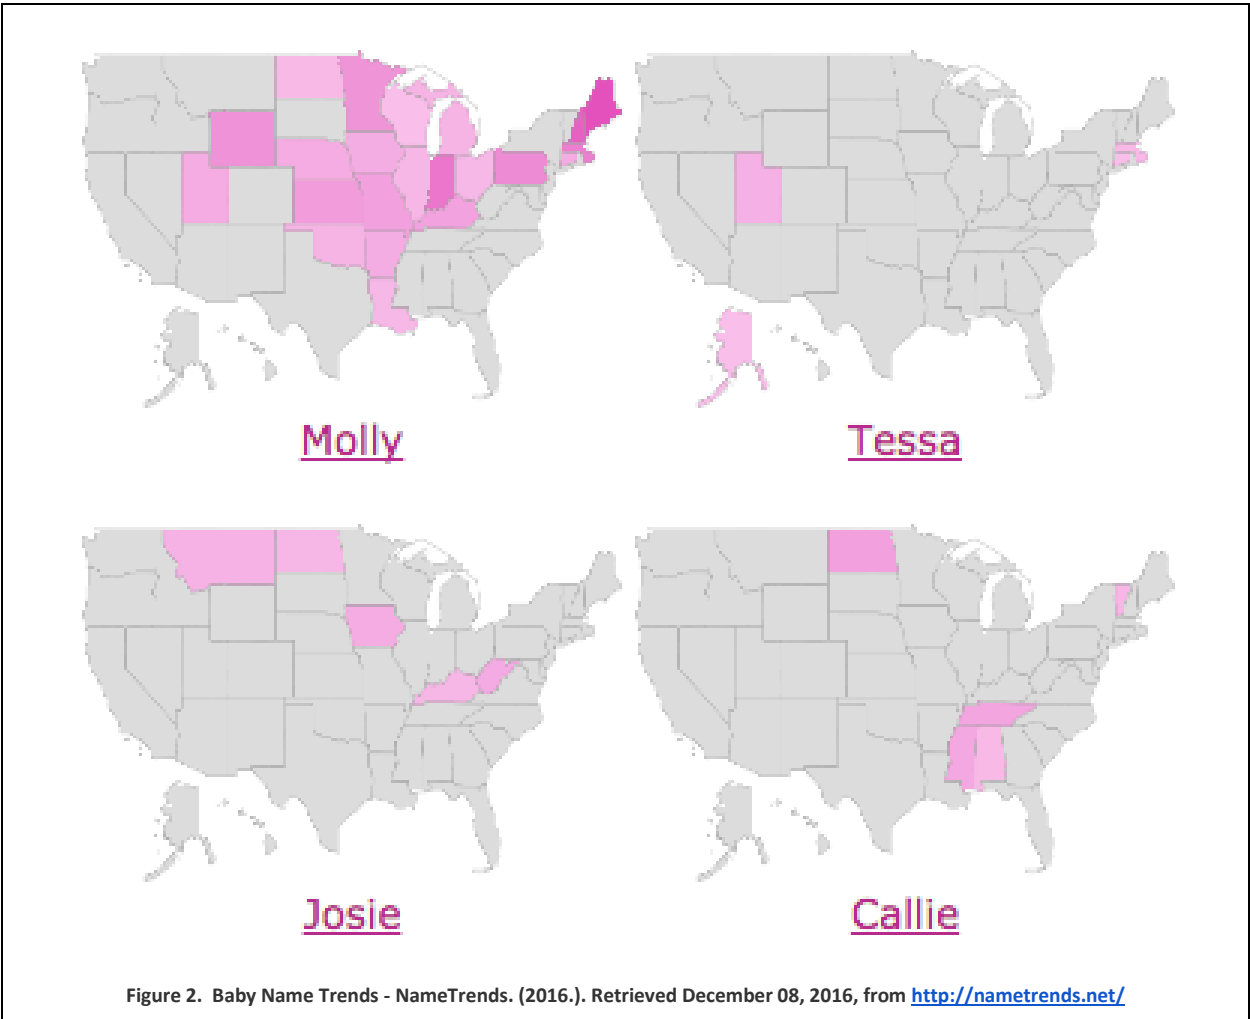 Molly
Tessa
Josie
Callie
Figure 2. Baby Name Trends - NameTrends. (2016.). Retrieved December 08, 2016, from http://nametrends.net/